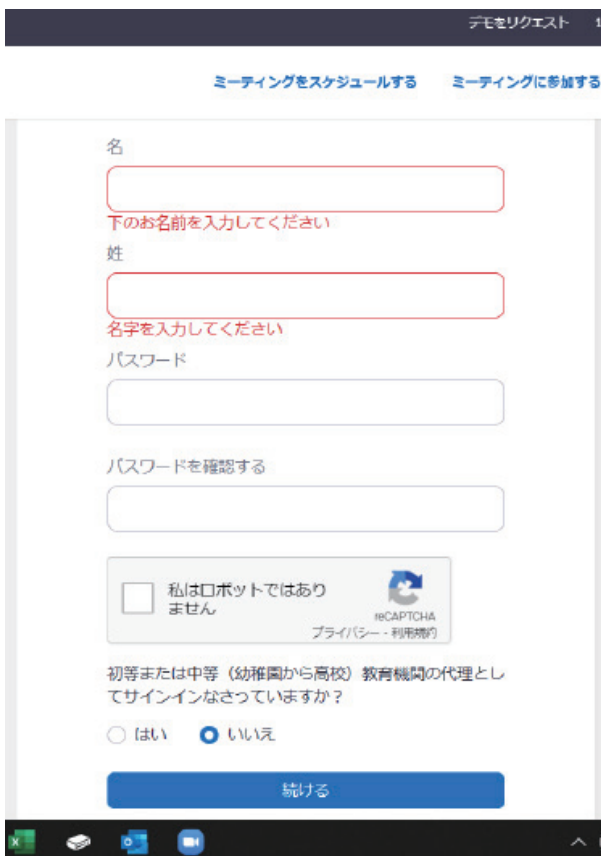 デモをリクエスト 1
ミーティングをスケジュールする ミーティングに参加する
名
下のお名前を入力してください
姓
名字を入力してください
パスワード
パスワードを確認する
私はロボットではあり
ません
reCAPTCHA
プライバシー - 利用規約
初等または中等（幼稚園から高校）教育機関の代理とし
てサインインなさっていますか？
はい いいえ
続ける